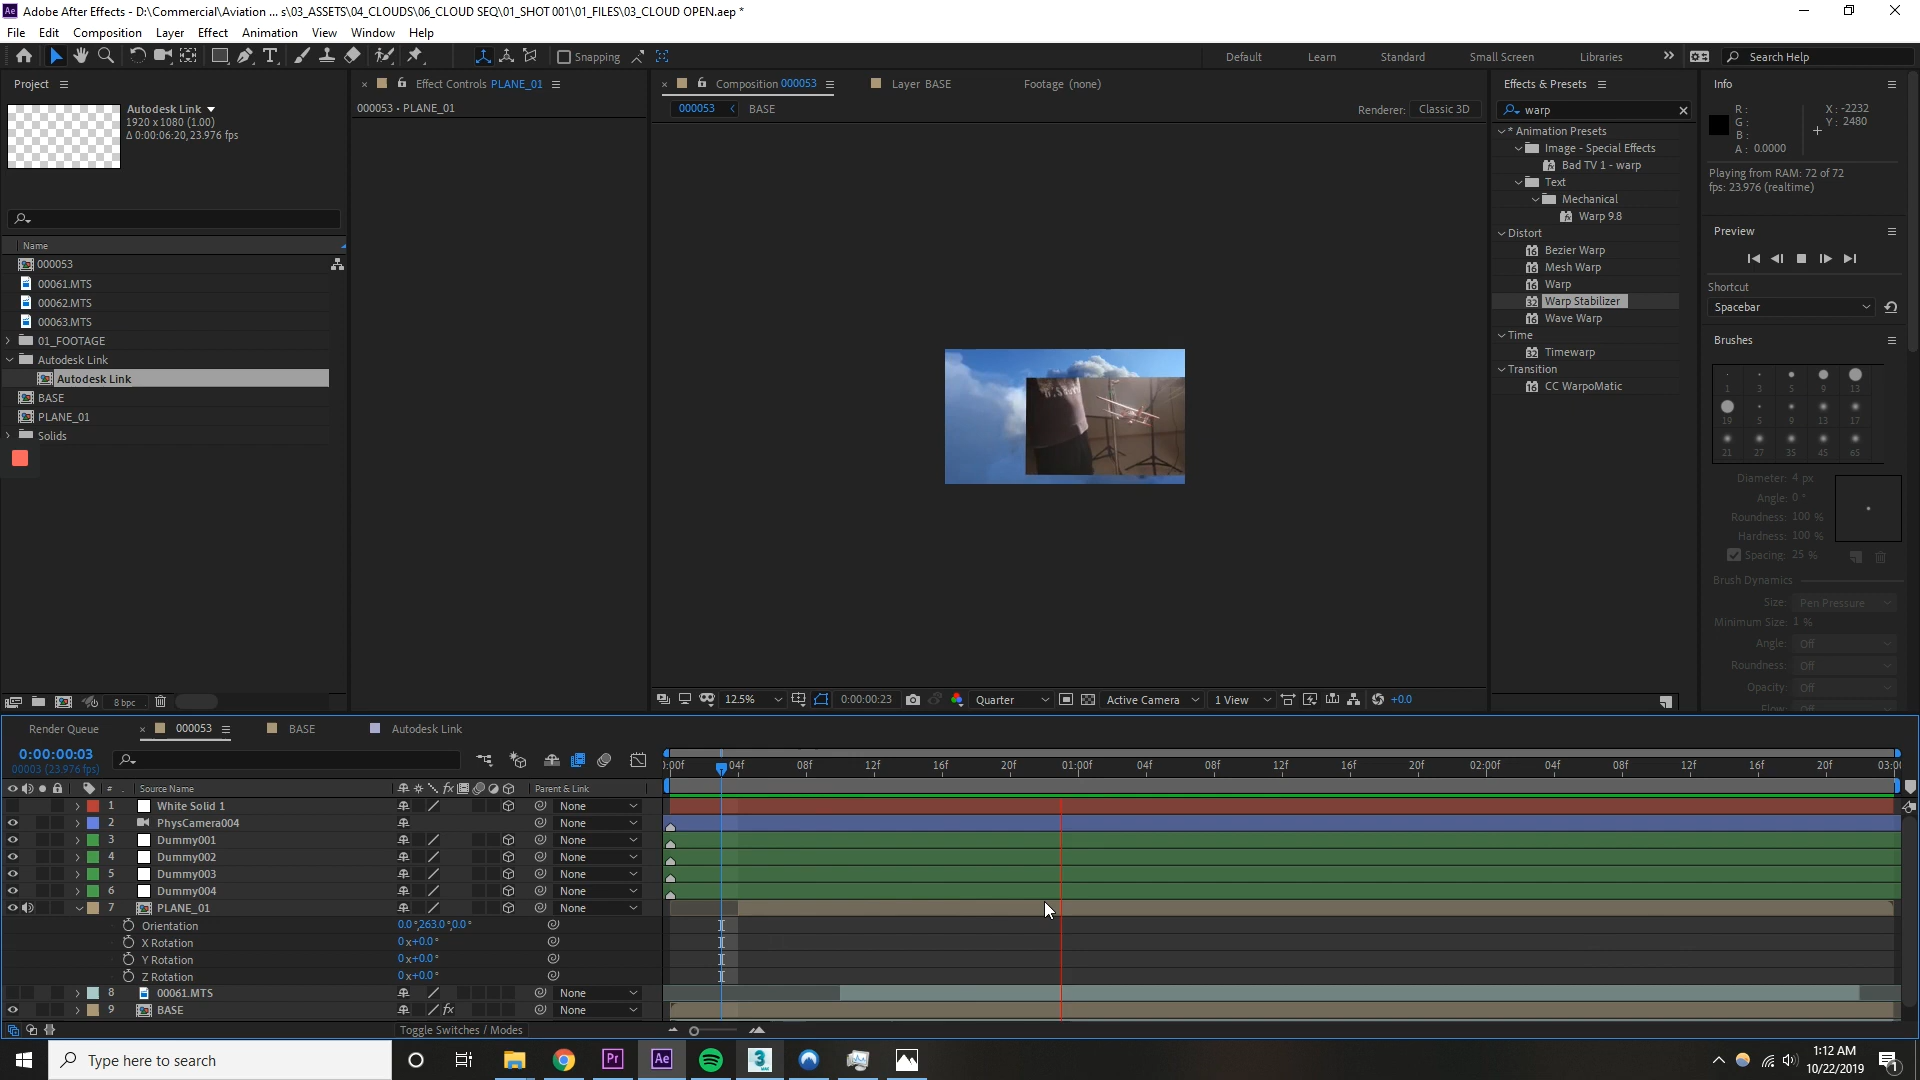 Adobe After Effects - D:\Commercial\Aviation ... s\03_ASSETS\04_CLOUDS\06_CLOUD SEQ\01_SHOT 001\01_FILES\03_CLOUD OPEN.aep *
File Edit Composition Layer Effect Animation View Window Help
Snapping Default Learn Standard Small Screen Libraries Search Help
Project
Autodesk Link
1920 x 1080 (1.00)
Δ 0:00:06:20, 23.976 fps
Name
000053
00061.MTS
00062.MTS
00063.MTS
01_FOOTAGE
Autodesk Link
Autodesk Link
BASE
PLANE_01
Solids
8 bpc
Effect Controls PLANE_01
000053 • PLANE_01
Composition 000053 Layer BASE Footage (none)
000053 BASE Renderer: Classic 3D
12.5% 0:00:00:23 Quarter Active Camera 1 View +0.0
Effects & Presets
warp
* Animation Presets
Image - Special Effects
Bad TV 1 - warp
Text
Mechanical
Warp 9.8
Distort
Bezier Warp
Mesh Warp
Warp
Warp Stabilizer
Wave Warp
Time
Timewarp
Transition
CC WarpoMatic
Info
R: X: -2232
G: Y: 2480
B:
A: 0.0000
Playing from RAM: 72 of 72
fps: 23.976 (realtime)
Preview
Shortcut
Spacebar
Brushes
1 3 5 9 13
19 5 9 13 17
21 27 35 45 65
Diameter: 4 px
Angle: 0 °
Roundness: 100 %
Hardness: 100 %
Spacing: 25 %
Brush Dynamics
Size: Pen Pressure
Minimum Size: 1 %
Angle: Off
Roundness: Off
Opacity: Off
Flow: Off
Render Queue 000053 BASE Autodesk Link
0:00:00:03
00003 (23.976 fps)
:00f 04f 08f 12f 16f 20f 01:00f 04f 08f 12f 16f 20f 02:00f 04f 08f 12f 16f 20f 03:0
# Source Name fx Parent & Link
1 White Solid 1 None
2 PhysCamera004 None
3 Dummy001 None
4 Dummy002 None
5 Dummy003 None
6 Dummy004 None
7 PLANE_01 None
Orientation 0.0 °,263.0 °,0.0 °
X Rotation 0 x+0.0 °
Y Rotation 0 x+0.0 °
Z Rotation 0 x+0.0 °
8 00061.MTS None
9 BASE fx None
Toggle Switches / Modes
Type here to search
Pr
Ae
3
1:12 AM
10/22/2019
1